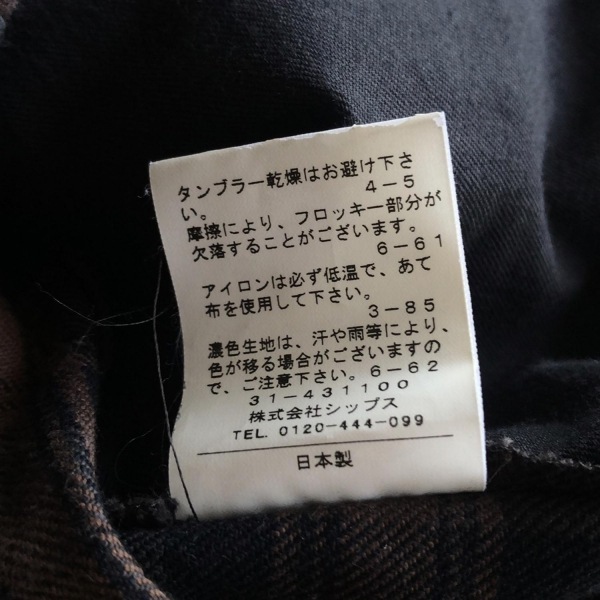 タンブラー乾燥はお避け下さ
い。 4-5
摩擦により、フロッキー部分が
欠落することがございます。
6-61
アイロンは必ず低温で、あて
布を使用して下さい。
3-85
濃色生地は、汗や雨等により、
色が移る場合がございますの
で、ご注意下さい。6-62
31-431100
株式会社シップス
TEL. 0120-444-099
日本製